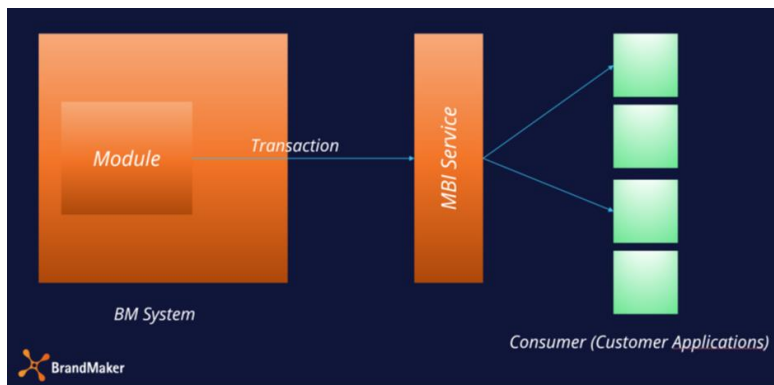 Module
Transaction
MBI Service
BM System
Consumer (Customer Applications)
BrandMaker